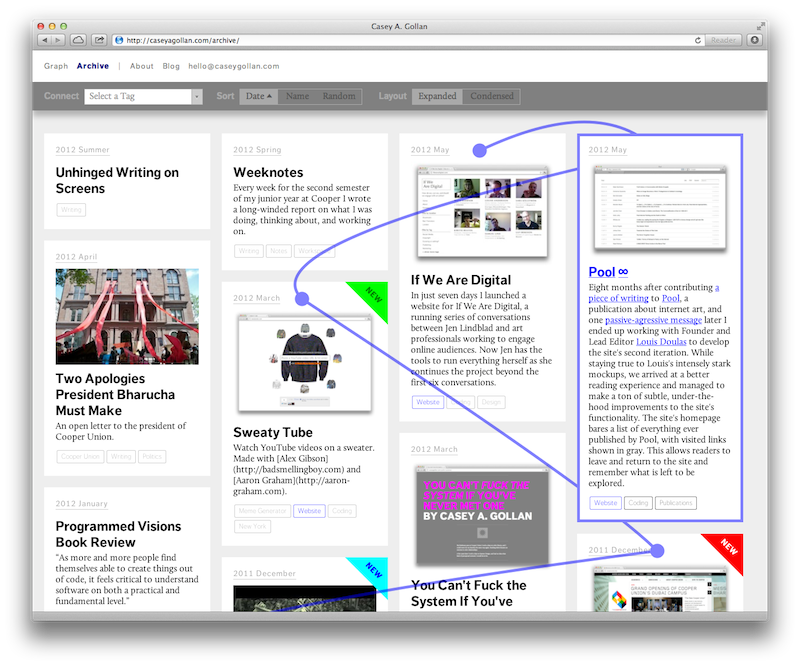 Casey A. Gollan
http://caseyagollan.com/archive/
Reader
Graph Archive | About Blog hello@caseygollan.com
Connect Select a Tag Sort Date Name Random Layout Expanded Condensed
2012 Summer
Unhinged Writing on
Screens
Writing
2012 April
Two Apologies
President Bharucha
Must Make
An open letter to the president of
Cooper Union.
Cooper Union Writing Politics
2012 January
Programmed Visions
Book Review
"As more and more people find
themselves able to create things out
of code, it feels critical to understand
software on both a practical and
fundamental level."
2012 Spring
Weeknotes
Every week for the second semester
of my junior year at Cooper I wrote
a long-winded report on what I was
doing, thinking about, and working
on.
Writing Notes
2012 March
NEW
Sweaty Tube
Watch YouTube videos on a sweater.
Made with [Alex Gibson]
(http://badsmellingboy.com) and
[Aaron Graham](http://aaron-
graham.com).
Meme Generator Website Coding
New York
2011 December
NEW
2012 May
If We
Are Digital
If We Are Digital
In just seven days I launched a
website for If We Are Digital, a
running series of conversations
between Jen Lindblad and art
professionals working to engage
online audiences. Now Jen has the
tools to run everything herself as she
continues the project beyond the
first six conversations.
Website Design
2012 March
YOU CAN'T FUCK THE
SYSTEM IF YOU'VE
NEVER MET ONE
BY CASEY A. GOLLAN
You Can't Fuck the
System If You've
2012 May
Pool ∞
Eight months after contributing a
piece of writing to Pool, a
publication about internet art, and
one passive-agressive message later I
ended up working with Founder and
Lead Editor Louis Doulas to develop
the site's second iteration. While
staying true to Louis's intensely stark
mockups, we arrived at a better
reading experience and managed to
make a ton of subtle, under-the-
hood improvements to the site's
functionality. The site's homepage
bares a list of everything ever
published by Pool, with visited links
shown in gray. This allows readers to
leave and return to the site and
remember what is left to be
explored.
Website Coding Publications
2011 December
NEW
GRAND OPENING OF COOPER
UNION'S DUBAI CAMPUS